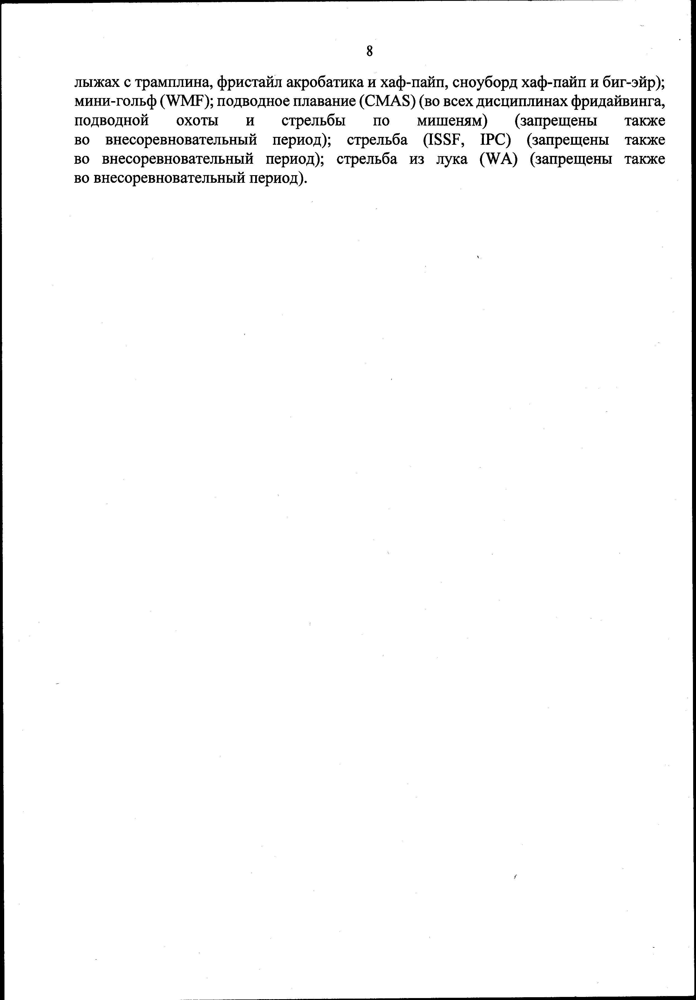 8
лыжах с трамплина, фристайл акробатика и хаф-пайп, сноуборд хаф-пайп и биг-эйр);
мини-гольф (WMF); подводное плавание (CMAS) (во всех дисциплинах фридайвинга,
подводной охоты и стрельбы по мишеням) (запрещены также
во внесоревновательный период); стрельба (ISSF, IPC) (запрещены также
во внесоревновательный период); стрельба из лука (WA) (запрещены также
во внесоревновательный период).